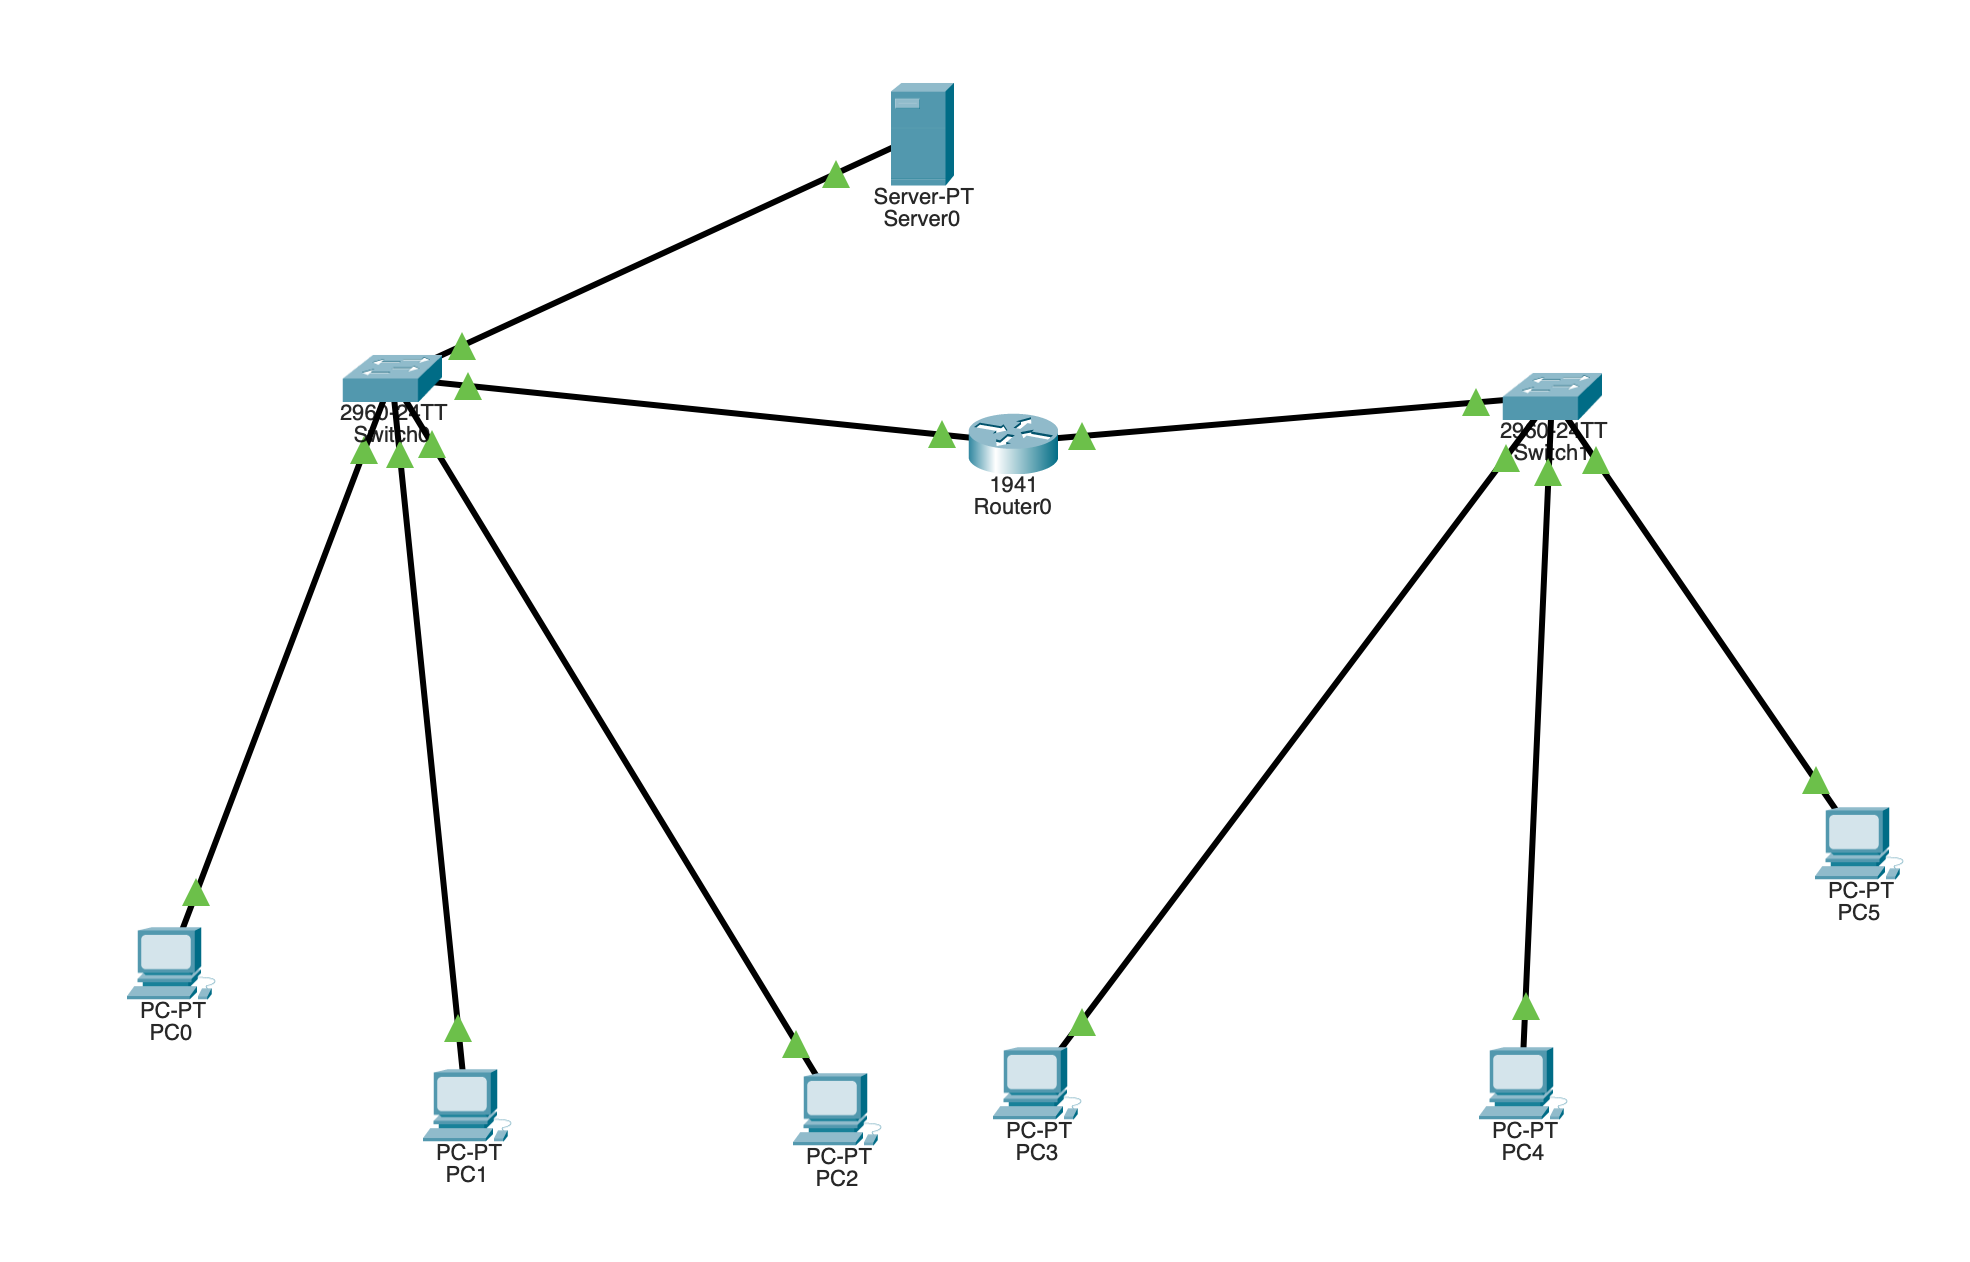 Server-PT
Server0
2960-24TT
Switch0
2960-24TT
Switch1
1941
Router0
PC-PT
PC5
PC-PT
PC0
PC-PT
PC3
PC-PT
PC4
PC-PT
PC1
PC-PT
PC2